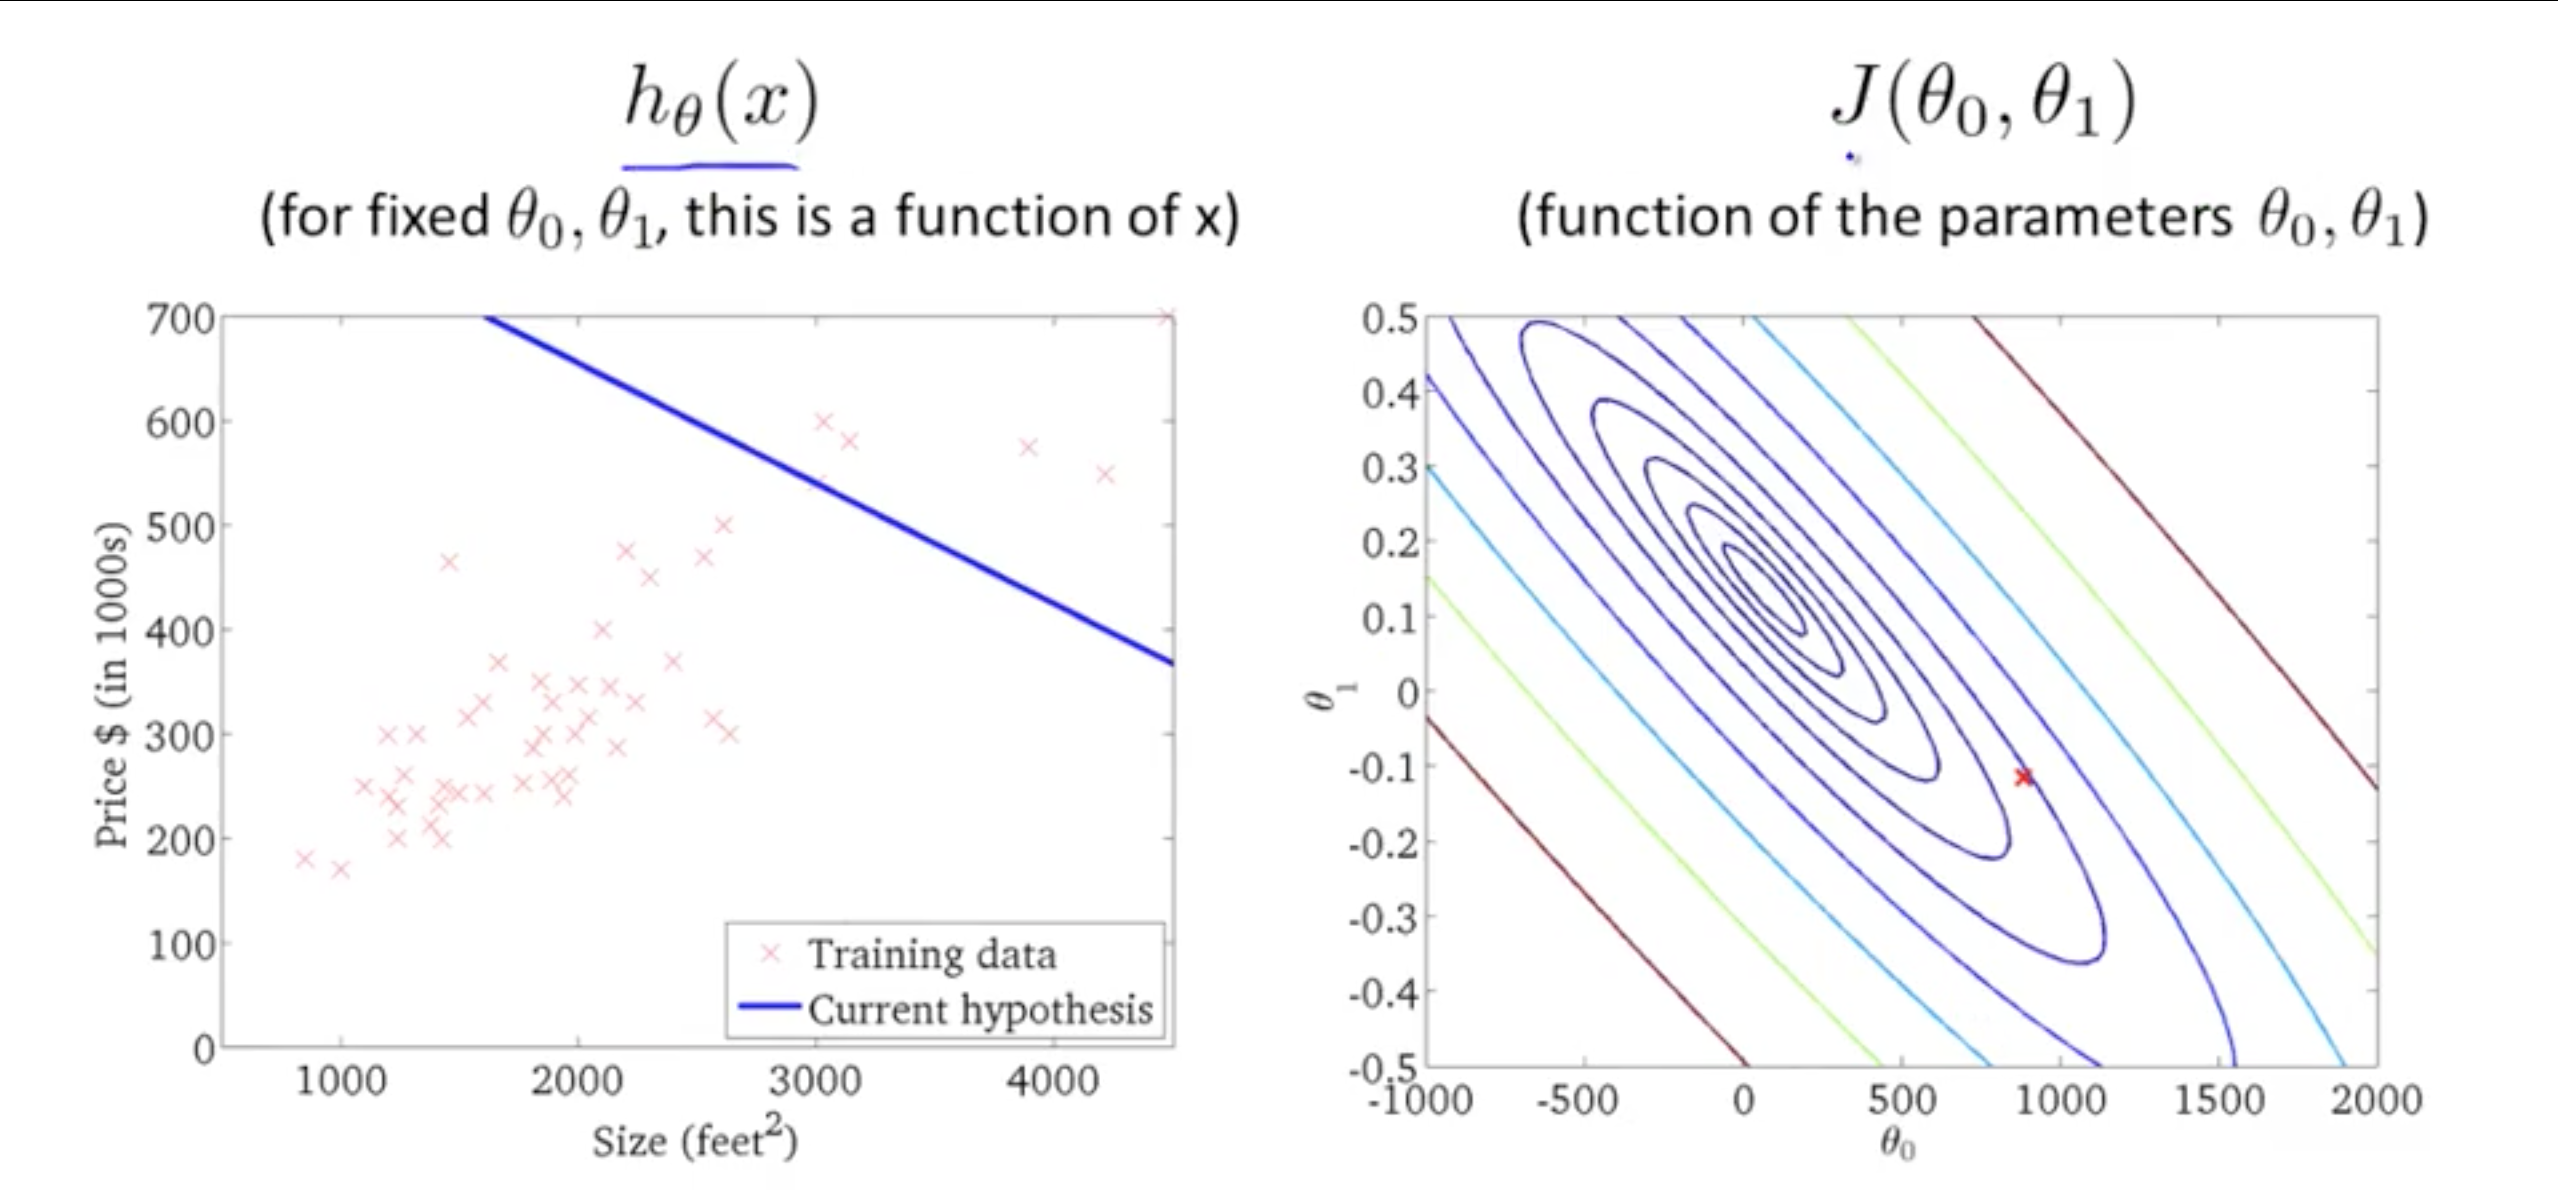 hθ(x)
(for fixed θ0, θ1, this is a function of x)
700
600
500
400
300
200
100
0
Price $ (in 1000s)
1000 2000 3000 4000
Size (feet²)
Training data
Current hypothesis
J(θ0, θ1)
(function of the parameters θ0, θ1)
0.5
0.4
0.3
0.2
0.1
0
-0.1
-0.2
-0.3
-0.4
-0.5
θ1
-1000 -500 0 500 1000 1500 2000
θ0